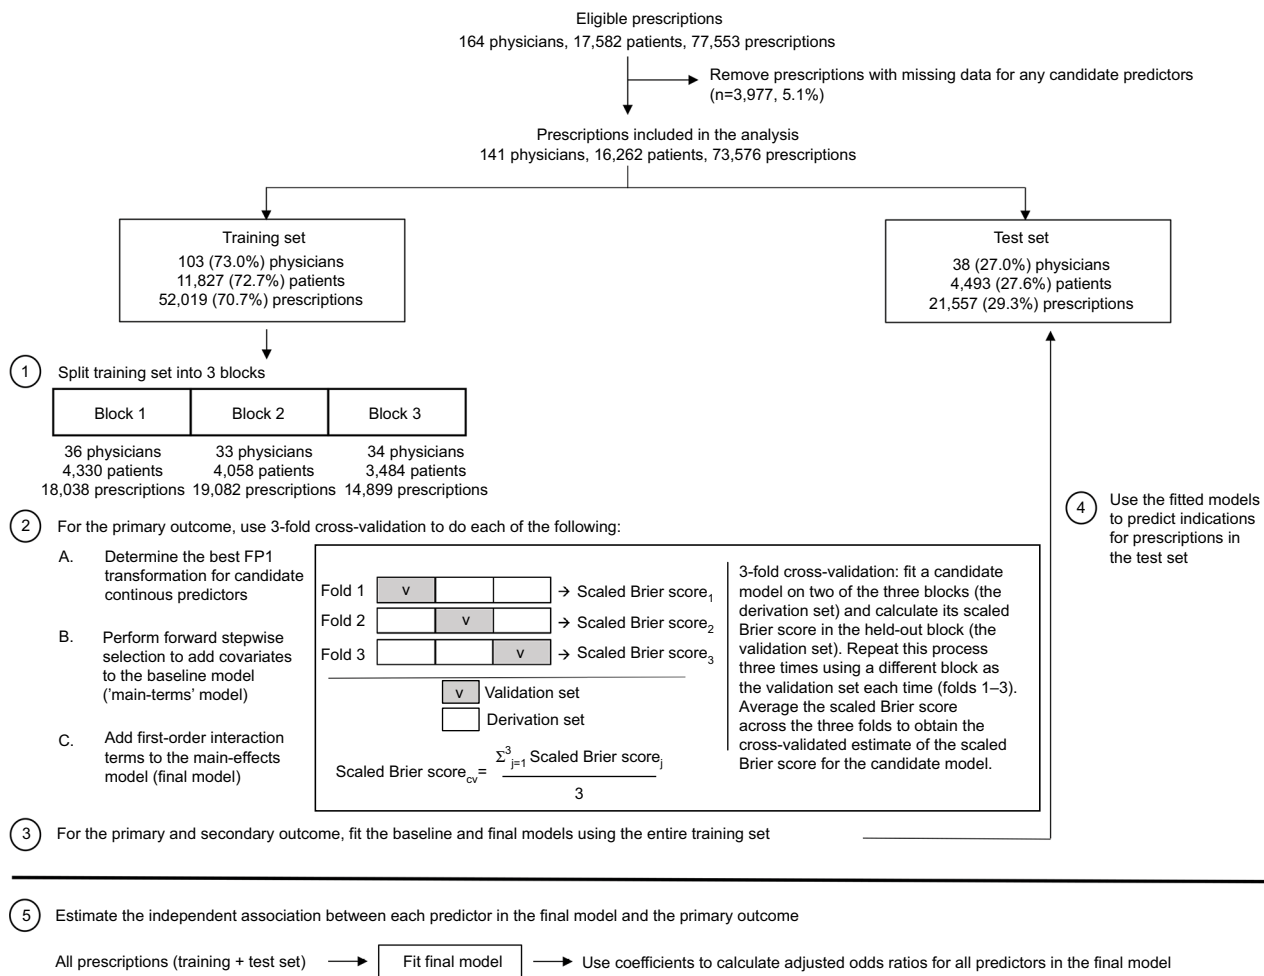 Eligible prescriptions
164 physicians, 17,582 patients, 77,553 prescriptions
Remove prescriptions with missing data for any candidate predictors
(n=3,977, 5.1%)
Prescriptions included in the analysis
141 physicians, 16,262 patients, 73,576 prescriptions
Training set
103 (73.0%) physicians
11,827 (72.7%) patients
52,019 (70.7%) prescriptions
Test set
38 (27.0%) physicians
4,493 (27.6%) patients
21,557 (29.3%) prescriptions
1 Split training set into 3 blocks
Block 1 Block 2 Block 3
36 physicians 33 physicians 34 physicians
4,330 patients 4,058 patients 3,484 patients
18,038 prescriptions 19,082 prescriptions 14,899 prescriptions
2 For the primary outcome, use 3-fold cross-validation to do each of the following:
A. Determine the best FP1
transformation for candidate
continous predictors
B. Perform forward stepwise
selection to add covariates
to the baseline model
('main-terms' model)
C. Add first-order interaction
terms to the main-effects
model (final model)
Fold 1 v → Scaled Brier score1
Fold 2 v → Scaled Brier score2
Fold 3 v → Scaled Brier score3
v Validation set
Derivation set
Scaled Brier scorecv= Σ3j=1 Scaled Brier scorej
3
3-fold cross-validation: fit a candidate
model on two of the three blocks (the
derivation set) and calculate its scaled
Brier score in the held-out block (the
validation set). Repeat this process
three times using a different block as
the validation set each time (folds 1–3).
Average the scaled Brier score
across the three folds to obtain the
cross-validated estimate of the scaled
Brier score for the candidate model.
3 For the primary and secondary outcome, fit the baseline and final models using the entire training set
4 Use the fitted models
to predict indications
for prescriptions in
the test set
5 Estimate the independent association between each predictor in the final model and the primary outcome
All prescriptions (training + test set) Fit final model Use coefficients to calculate adjusted odds ratios for all predictors in the final model